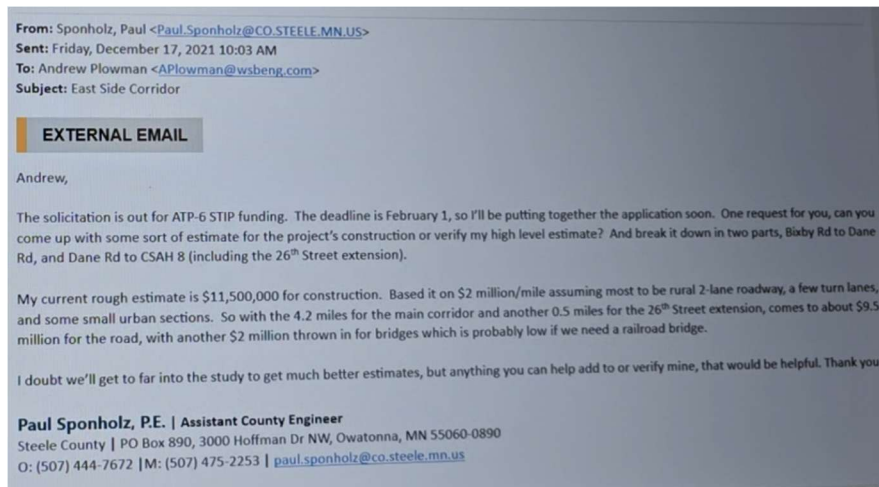 From: Sponholz, Paul <Paul.Sponholz@CO.STEELE.MN.US>
Sent: Friday, December 17, 2021 10:03 AM
To: Andrew Plowman <APlowman@wsbeng.com>
Subject: East Side Corridor
EXTERNAL EMAIL
Andrew,
The solicitation is out for ATP-6 STIP funding. The deadline is February 1, so I'll be putting together the application soon. One request for you, can you
come up with some sort of estimate for the project's construction or verify my high level estimate? And break it down in two parts, Bixby Rd to Dane
Rd, and Dane Rd to CSAH 8 (including the 26th Street extension).
My current rough estimate is $11,500,000 for construction. Based it on $2 million/mile assuming most to be rural 2-lane roadway, a few turn lanes,
and some small urban sections. So with the 4.2 miles for the main corridor and another 0.5 miles for the 26th Street extension, comes to about $9.5
million for the road, with another $2 million thrown in for bridges which is probably low if we need a railroad bridge.
I doubt we'll get to far into the study to get much better estimates, but anything you can help add to or verify mine, that would be helpful. Thank you
Paul Sponholz, P.E. | Assistant County Engineer
Steele County | PO Box 890, 3000 Hoffman Dr NW, Owatonna, MN 55060-0890
O: (507) 444-7672 |M: (507) 475-2253 | paul.sponholz@co.steele.mn.us